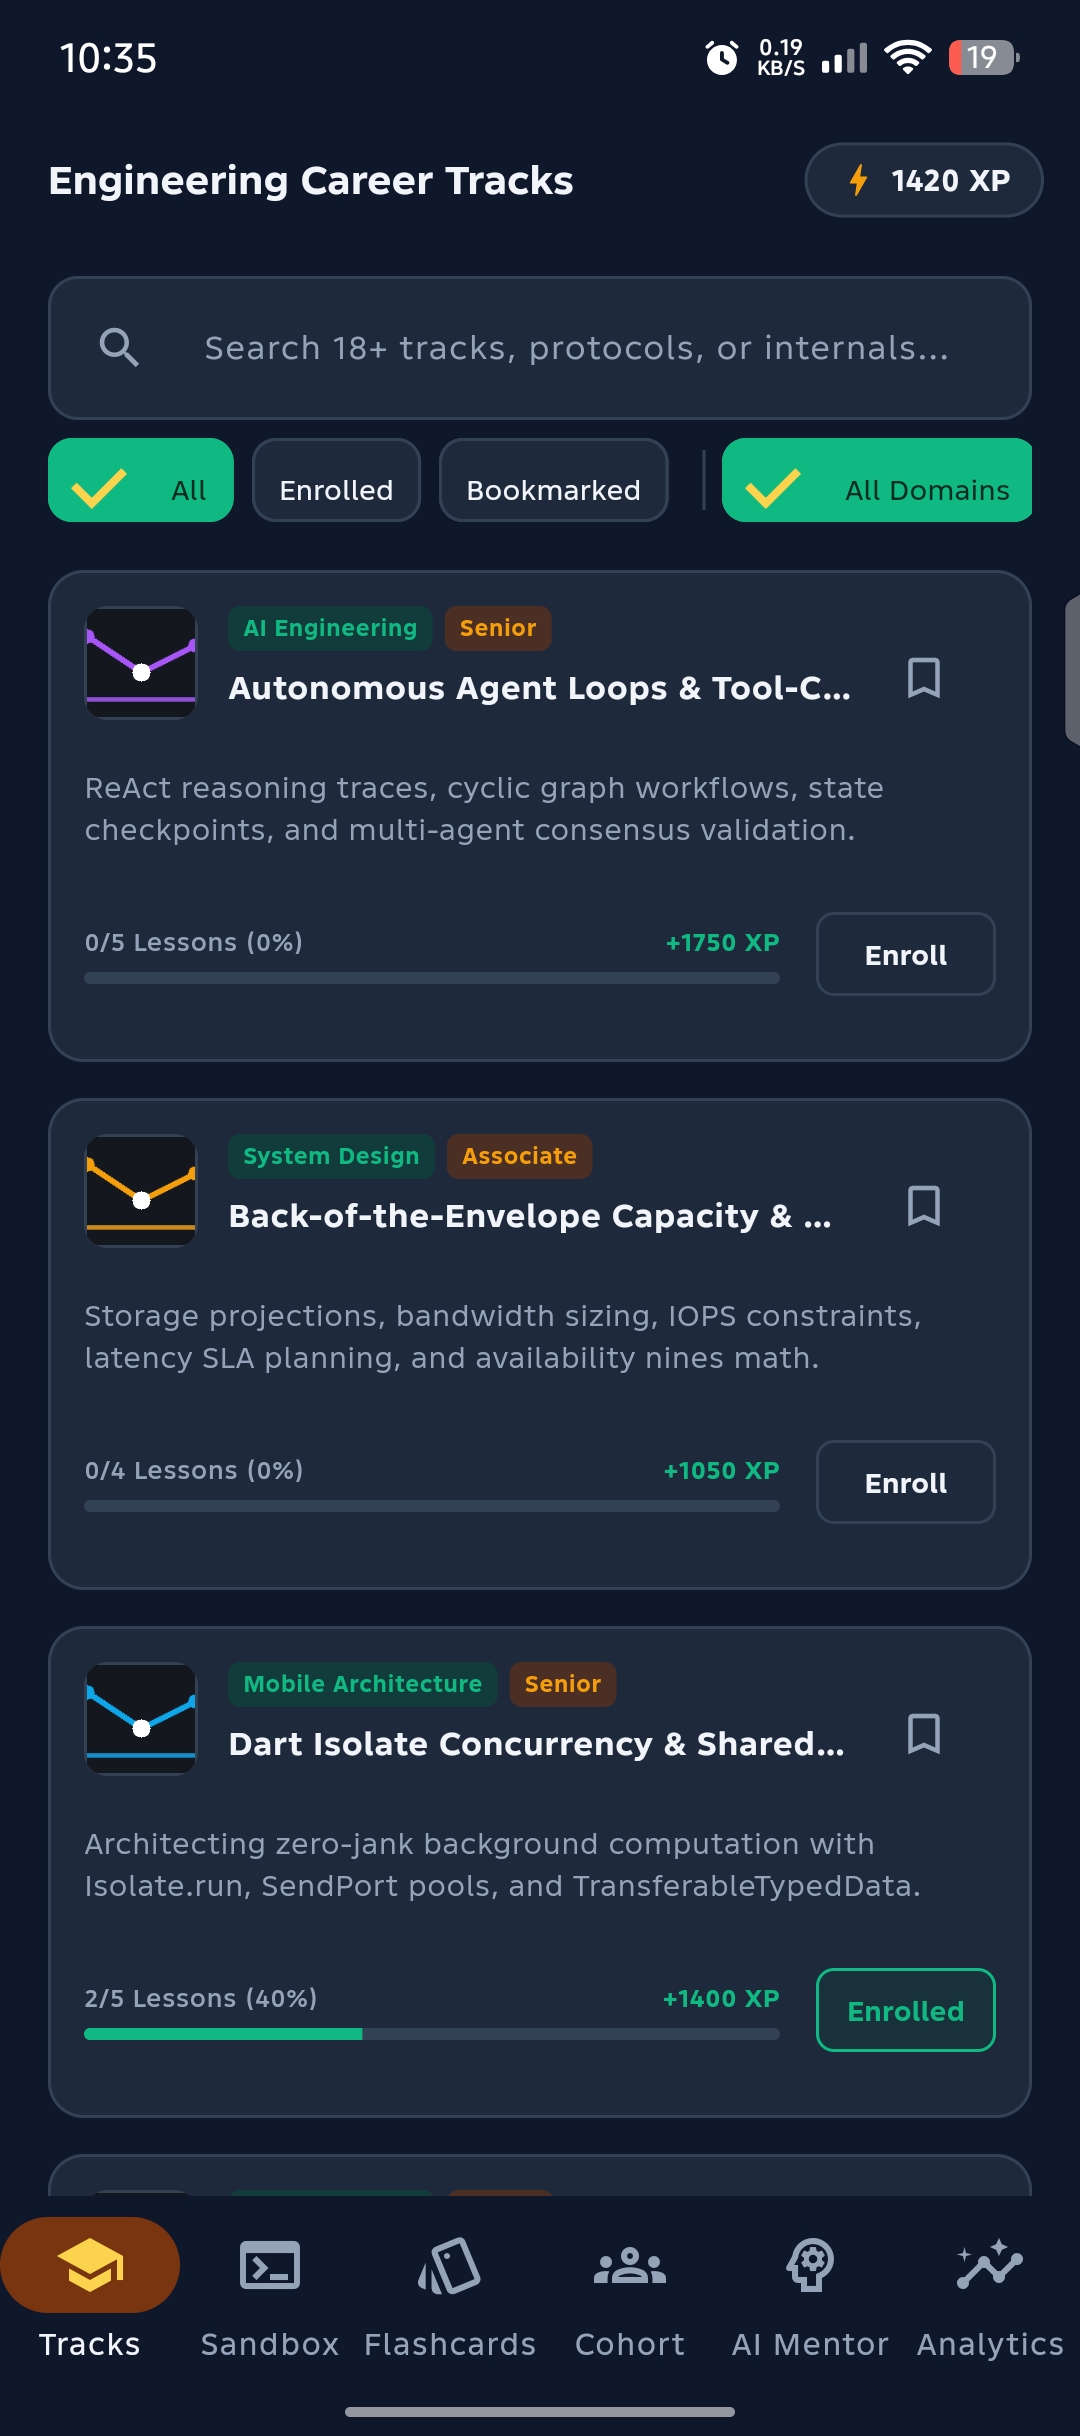 10:35
0.19
KB/S
19
Engineering Career Tracks
1420 XP
Search 18+ tracks, protocols, or internals...
All
Enrolled
Bookmarked
All Domains
AI Engineering
Senior
Autonomous Agent Loops & Tool-C...
ReAct reasoning traces, cyclic graph workflows, state
checkpoints, and multi-agent consensus validation.
0/5 Lessons (0%)
+1750 XP
Enroll
System Design
Associate
Back-of-the-Envelope Capacity & ...
Storage projections, bandwidth sizing, IOPS constraints,
latency SLA planning, and availability nines math.
0/4 Lessons (0%)
+1050 XP
Enroll
Mobile Architecture
Senior
Dart Isolate Concurrency & Shared...
Architecting zero-jank background computation with
Isolate.run, SendPort pools, and TransferableTypedData.
2/5 Lessons (40%)
+1400 XP
Enrolled
Tracks
Sandbox
Flashcards
Cohort
AI Mentor
Analytics